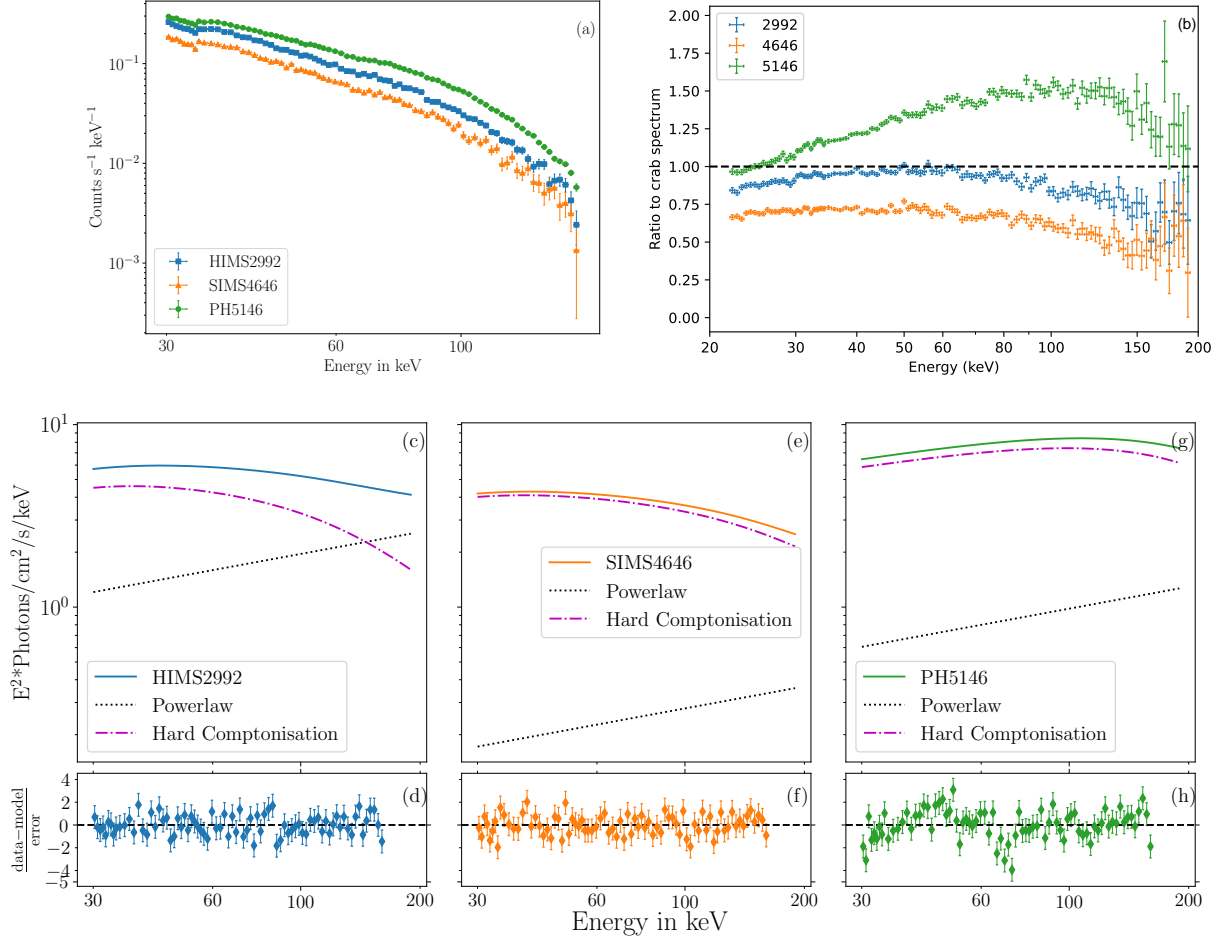 (a)
Counts s⁻¹ keV⁻¹
10⁻¹
10⁻²
10⁻³
HIMS2992
SIMS4646
PH5146
30 60 100
Energy in keV
(b)
2992
4646
5146
Ratio to crab spectrum
2.00
1.75
1.50
1.25
1.00
0.75
0.50
0.25
0.00
20 30 40 50 60 100 150 200
Energy (keV)
E²*Photons/cm²/s/keV
10¹
10⁰
(c)
HIMS2992
Powerlaw
Hard Comptonisation
(e)
SIMS4646
Powerlaw
Hard Comptonisation
(g)
PH5146
Powerlaw
Hard Comptonisation
data−model
error
4
2
0
−2
−4
−5
(d)
(f)
(h)
30 60 100 200
30 60 100 200
30 60 100 200
Energy in keV